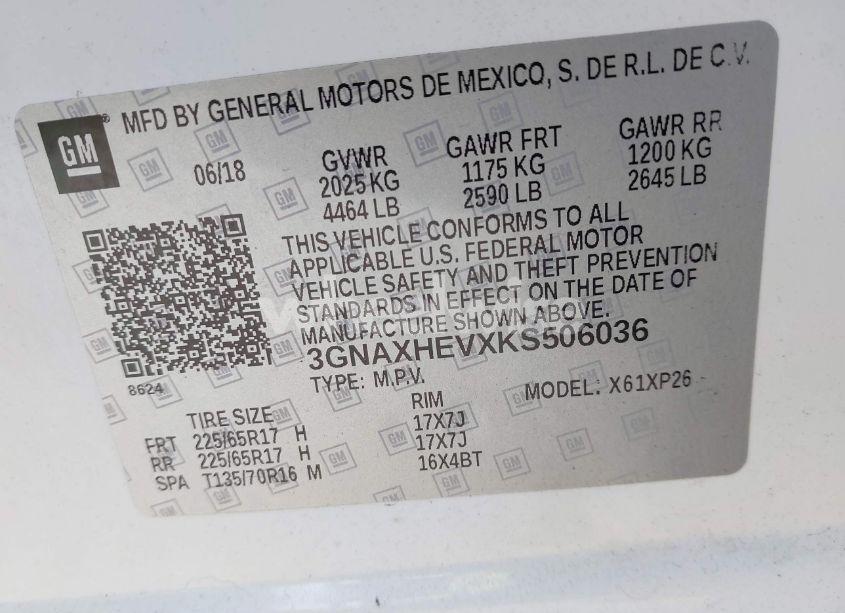 GM® MFD BY GENERAL MOTORS DE MEXICO, S. DE R.L. DE C.V.
06/18 GVWR GAWR FRT GAWR RR
2025 KG 1175 KG 1200 KG
4464 LB 2590 LB 2645 LB
THIS VEHICLE CONFORMS TO ALL
APPLICABLE U.S. FEDERAL MOTOR
VEHICLE SAFETY AND THEFT PREVENTION
STANDARDS IN EFFECT ON THE DATE OF
MANUFACTURE SHOWN ABOVE.
3GNAXHEVXKS506036
8624 TYPE: M.P.V. MODEL: X61XP26
TIRE SIZE RIM
FRT 225/65R17 H 17X7J
RR 225/65R17 H 17X7J
SPA T135/70R16 M 16X4BT